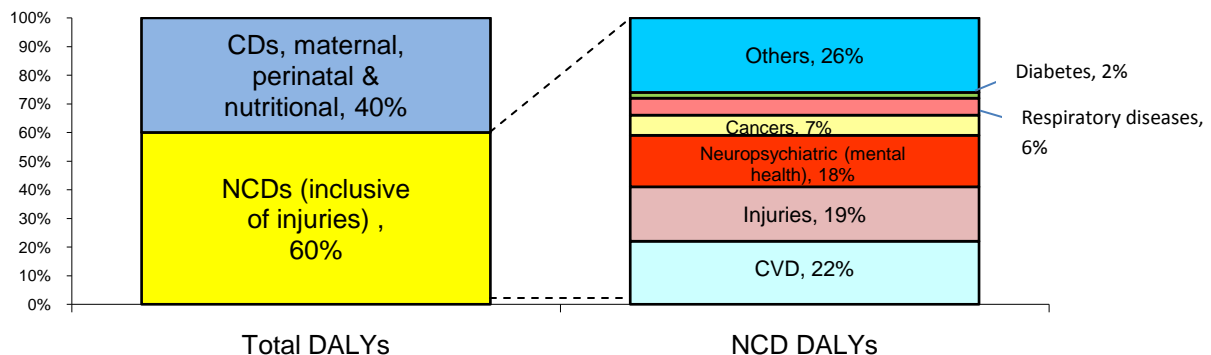 100%
90%
80%
70%
60%
50%
40%
30%
20%
10%
0%
CDs, maternal,
perinatal &
nutritional, 40%
NCDs (inclusive
of injuries) ,
60%
Total DALYs
Others, 26%
Diabetes, 2%
Respiratory diseases,
6%
Cancers, 7%
Neuropsychiatric (mental
health), 18%
Injuries, 19%
CVD, 22%
NCD DALYs